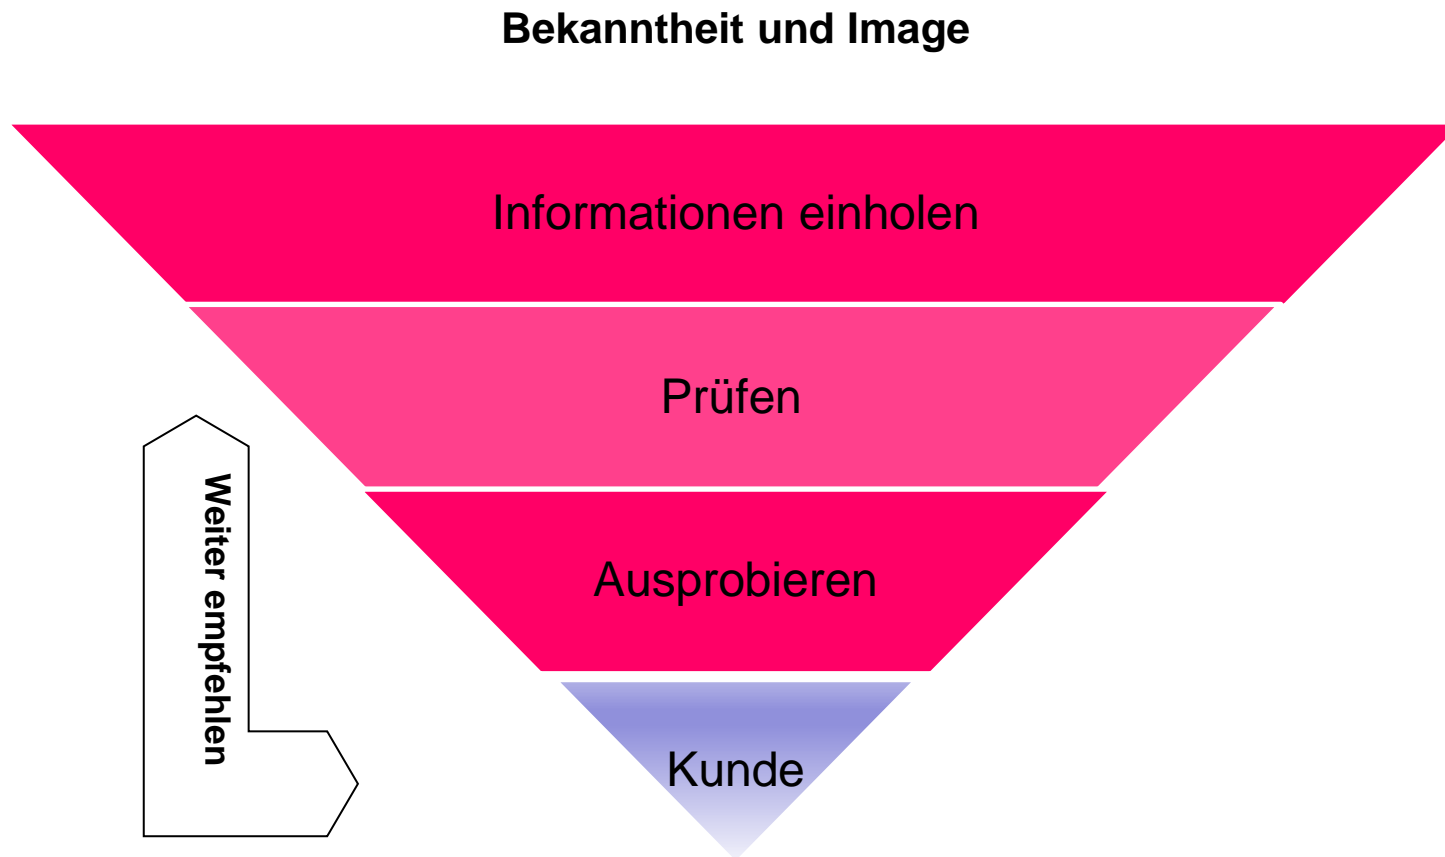 Bekanntheit und Image
Informationen einholen
Prüfen
Ausprobieren
Weiter empfehlen
Kunde